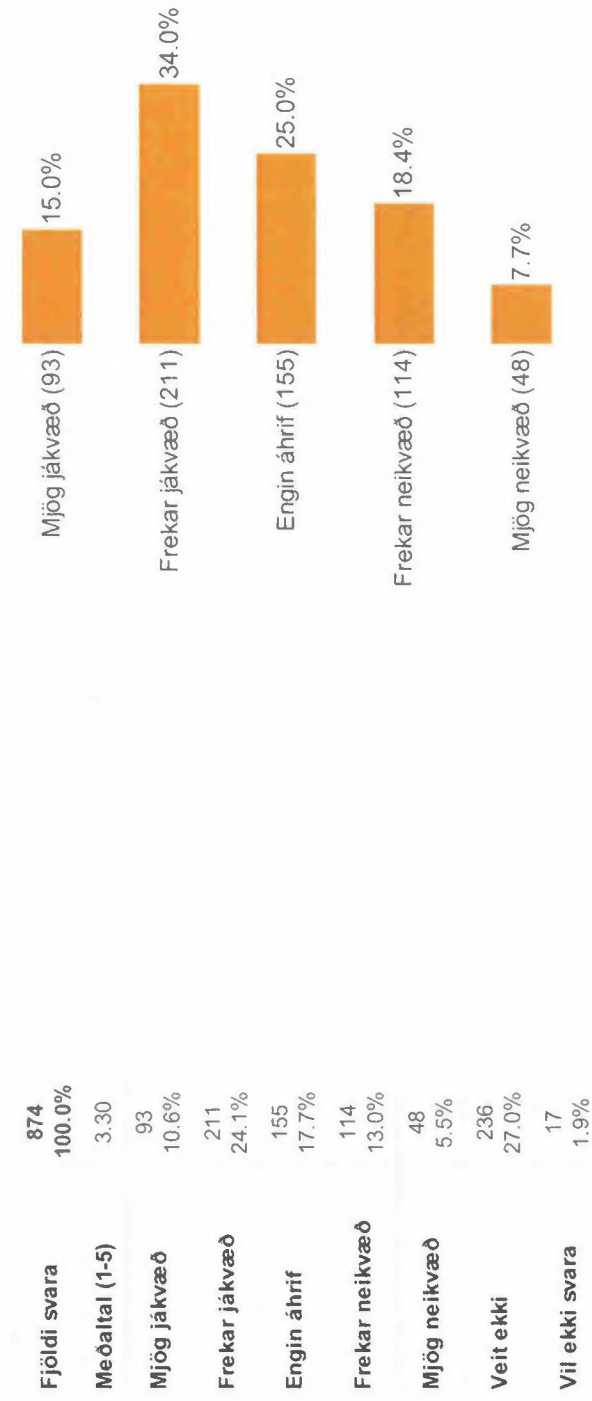 Fjöldi svara 874
100.0%
Meðaltal (1-5) 3.30
Mjög jákvæð 93
10.6%
Frekar jákvæð 211
24.1%
Engin áhrif 155
17.7%
Frekar neikvæð 114
13.0%
Mjög neikvæð 48
5.5%
Veit ekki 236
27.0%
Vil ekki svara 17
1.9%
Mjög jákvæð (93) 15.0%
Frekar jákvæð (211) 34.0%
Engin áhrif (155) 25.0%
Frekar neikvæð (114) 18.4%
Mjög neikvæð (48) 7.7%